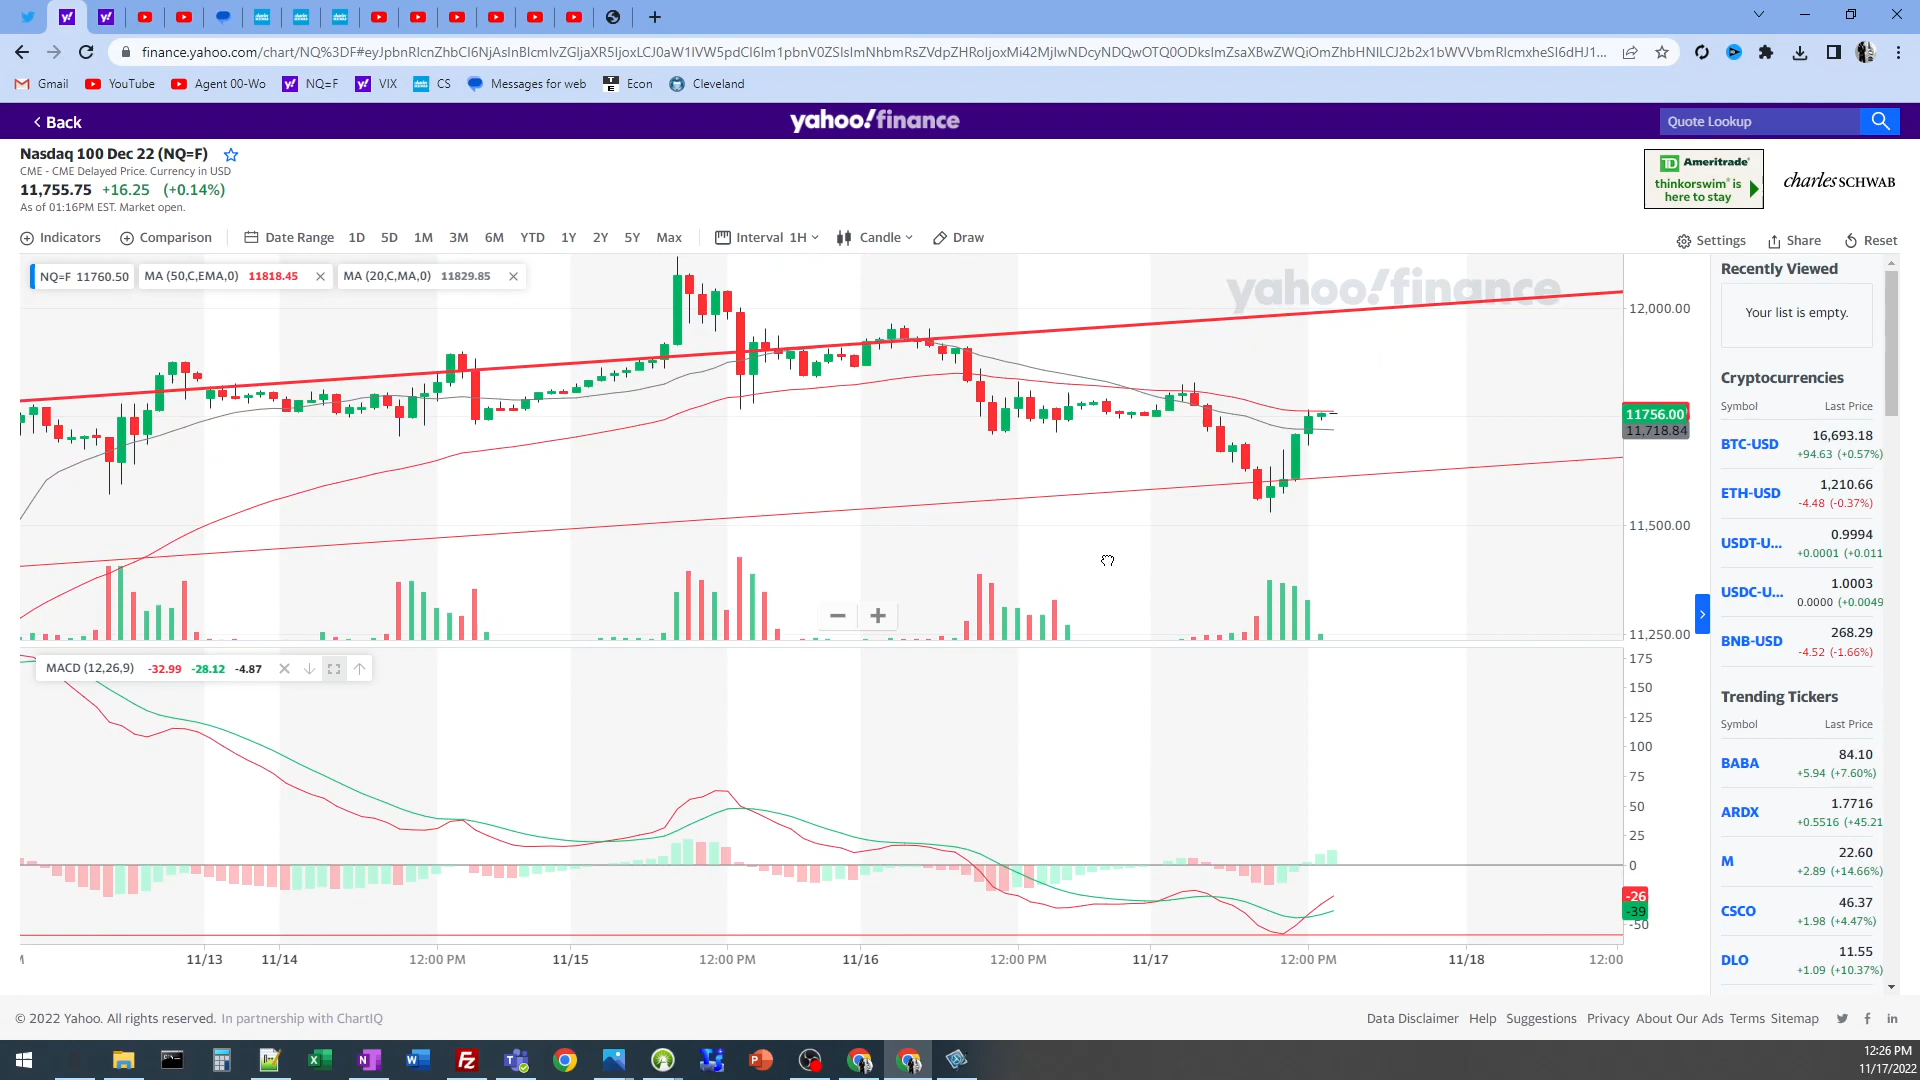 finance.yahoo.com/chart/NQ%3DF#eyJpbnRlcnZhbCI6NjAsInBlcmlvZGljaXR5IjoxLCJ0aW1lVW5pdCI6Im1pbnV0ZSIsImNhbmRsZVdpZHRoIjoxMi42MjIwNDcyNDQwOTQ0ODksImZsaXBwZWQiOmZhbHNlLCJ2b2x1bWVVbmRlcmxheSI6dHJ1...
Gmail YouTube Agent 00-Wo NQ=F VIX CS Messages for web Econ Cleveland
< Back yahoo!finance Quote Lookup
Nasdaq 100 Dec 22 (NQ=F)
CME - CME Delayed Price. Currency in USD
11,755.75 +16.25 (+0.14%)
As of 01:16PM EST. Market open.
TD Ameritrade
thinkorswim® is
here to stay
charles SCHWAB
Indicators Comparison Date Range 1D 5D 1M 3M 6M YTD 1Y 2Y 5Y Max Interval 1H Candle Draw Settings Share Reset
NQ=F 11760.50 MA (50,C,EMA,0) 11818.45 MA (20,C,MA,0) 11829.85
yahoo!finance
12,000.00
11756.00
11,718.84
11,500.00
11,250.00
MACD (12,26,9) -32.99 -28.12 -4.87
175
150
125
100
75
50
25
0
-26
-39
-50
11/13 11/14 12:00 PM 11/15 12:00 PM 11/16 12:00 PM 11/17 12:00 PM 11/18 12:00
Recently Viewed
Your list is empty.
Cryptocurrencies
Symbol Last Price
BTC-USD 16,693.18
+94.63 (+0.57%)
ETH-USD 1,210.66
-4.48 (-0.37%)
USDT-U... 0.9994
+0.0001 (+0.011
USDC-U... 1.0003
0.0000 (+0.0049
BNB-USD 268.29
-4.52 (-1.66%)
Trending Tickers
Symbol Last Price
BABA 84.10
+5.94 (+7.60%)
ARDX 1.7716
+0.5516 (+45.21
M 22.60
+2.89 (+14.66%)
CSCO 46.37
+1.98 (+4.47%)
DLO 11.55
+1.09 (+10.37%)
© 2022 Yahoo. All rights reserved. In partnership with ChartIQ
Data Disclaimer Help Suggestions Privacy About Our Ads Terms Sitemap
12:26 PM
11/17/2022